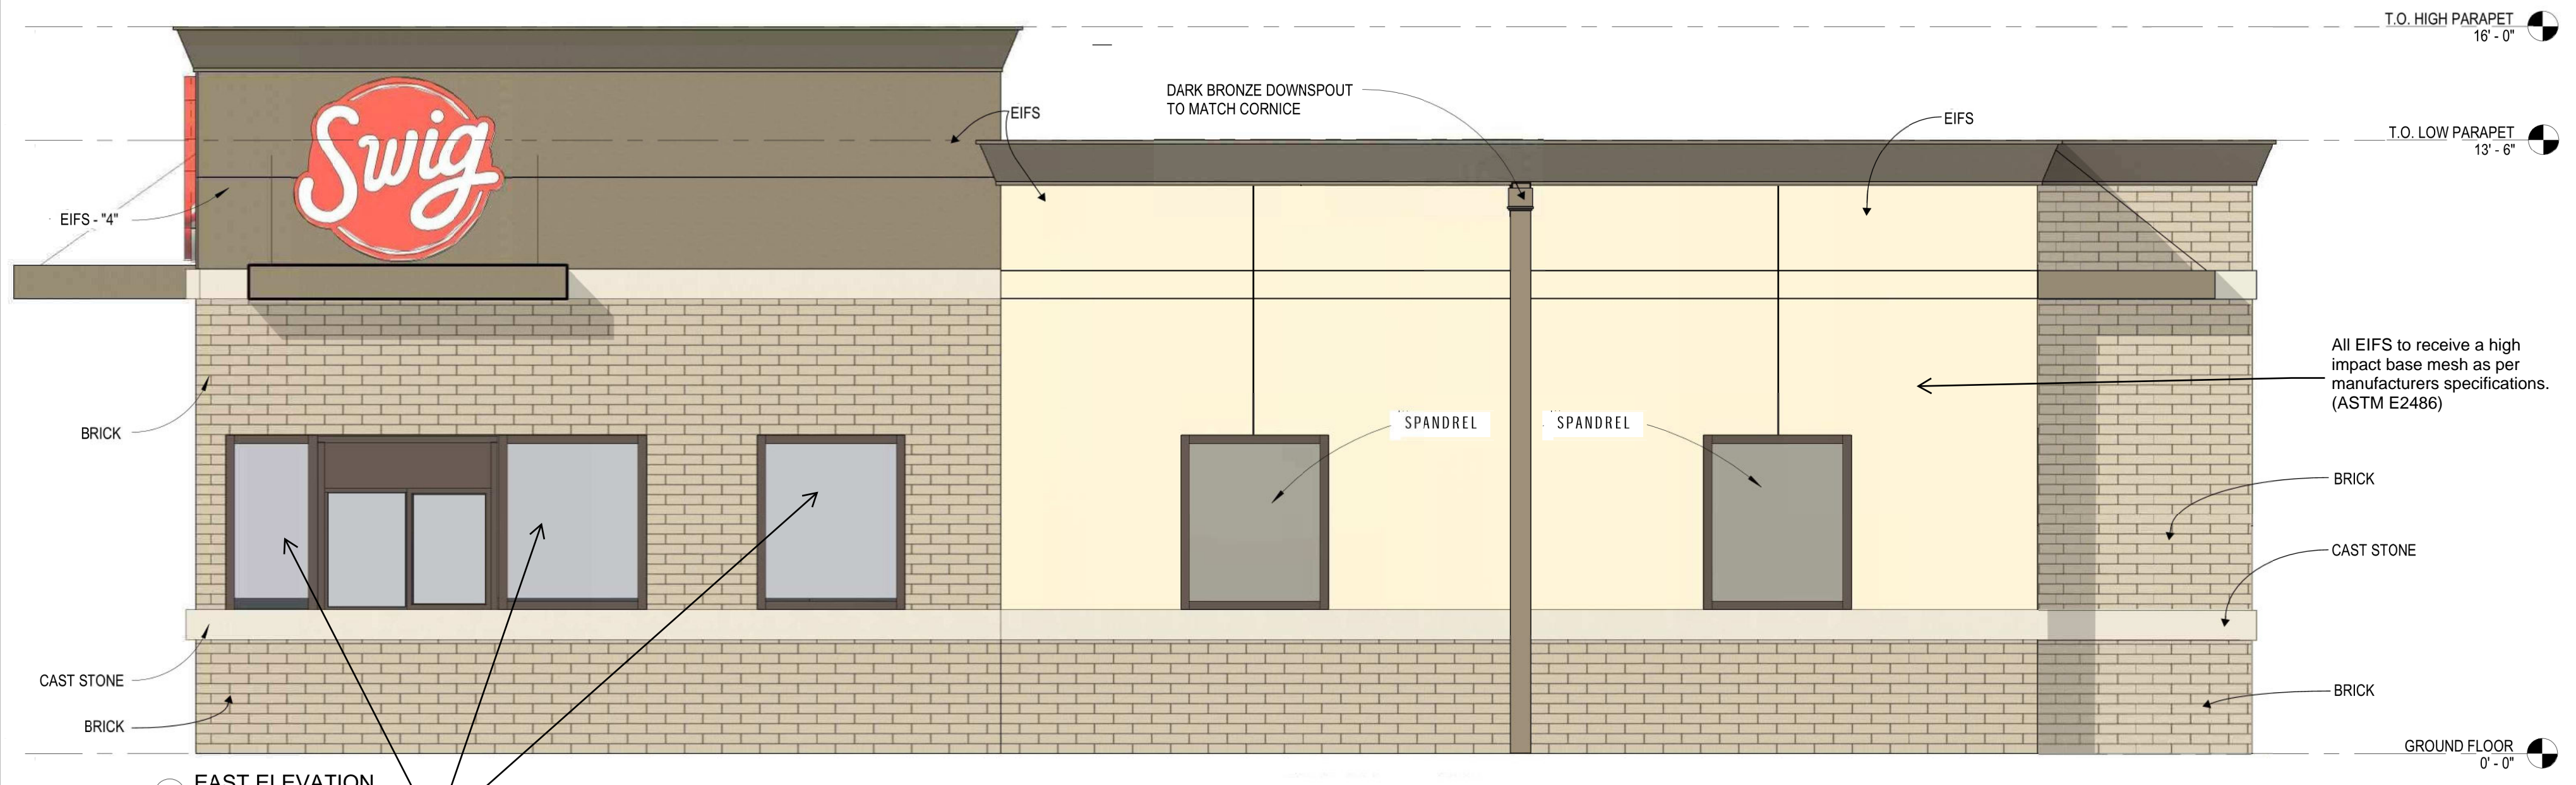 T.O. HIGH PARAPET
16' - 0"
Swig
DARK BRONZE DOWNSPOUT
TO MATCH CORNICE
EIFS
EIFS
T.O. LOW PARAPET
13' - 6"
EIFS - "4"
All EIFS to receive a high
impact base mesh as per
manufacturers specifications.
(ASTM E2486)
SPANDREL
SPANDREL
BRICK
BRICK
CAST STONE
CAST STONE
BRICK
BRICK
GROUND FLOOR
0' - 0"
EAST ELEVATION